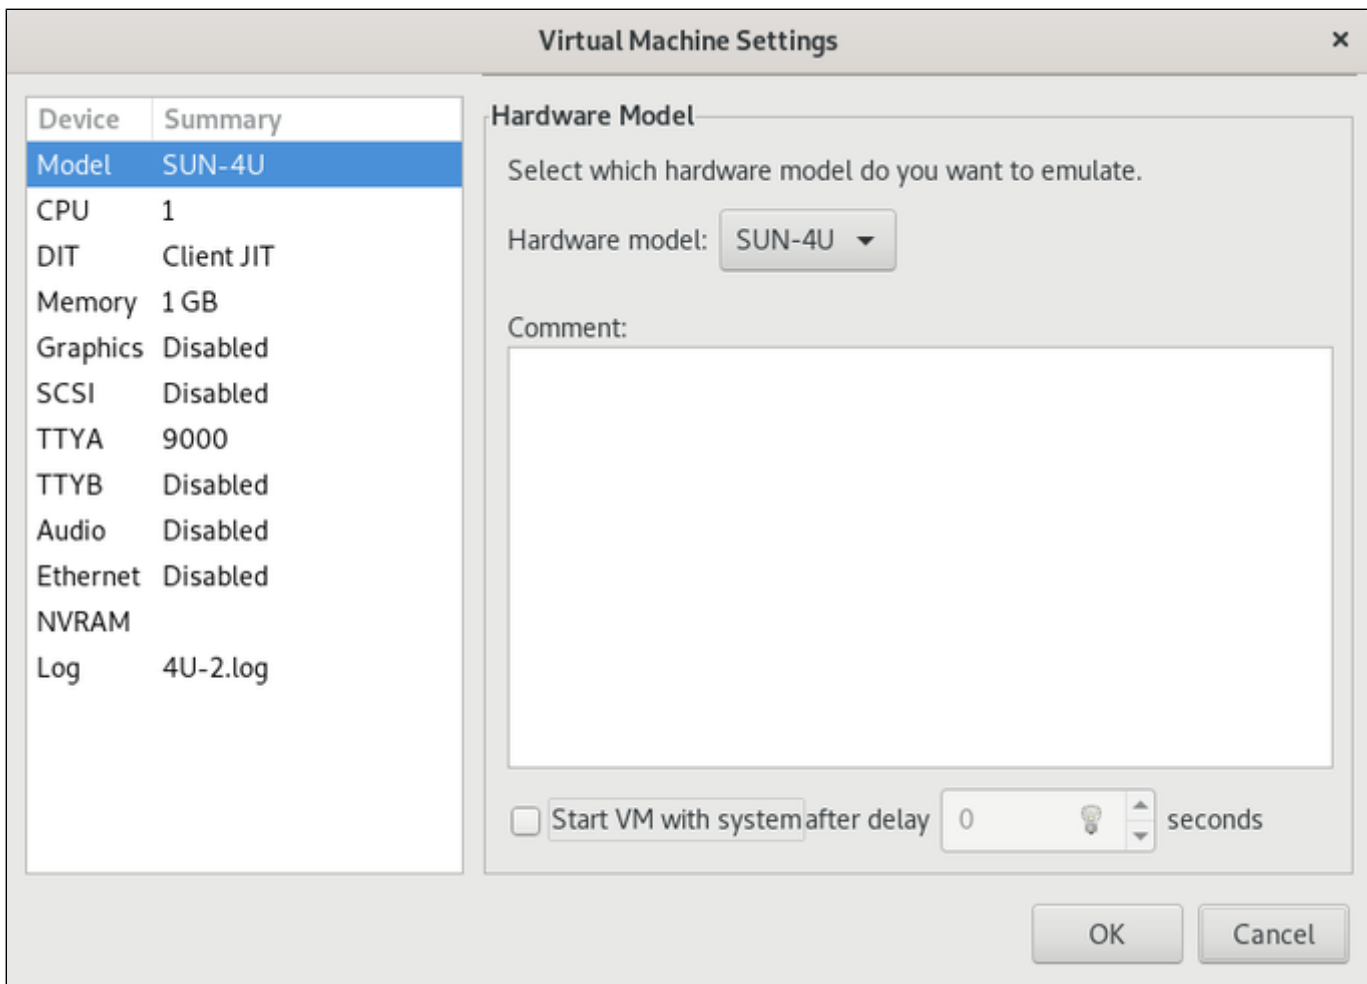 Virtual Machine Settings ×
Device Summary
Model SUN-4U
CPU 1
DIT Client JIT
Memory 1 GB
Graphics Disabled
SCSI Disabled
TTYA 9000
TTYB Disabled
Audio Disabled
Ethernet Disabled
NVRAM
Log 4U-2.log
Hardware Model
Select which hardware model do you want to emulate.
Hardware model: SUN-4U
Comment:
Start VM with system after delay 0 seconds
OK Cancel